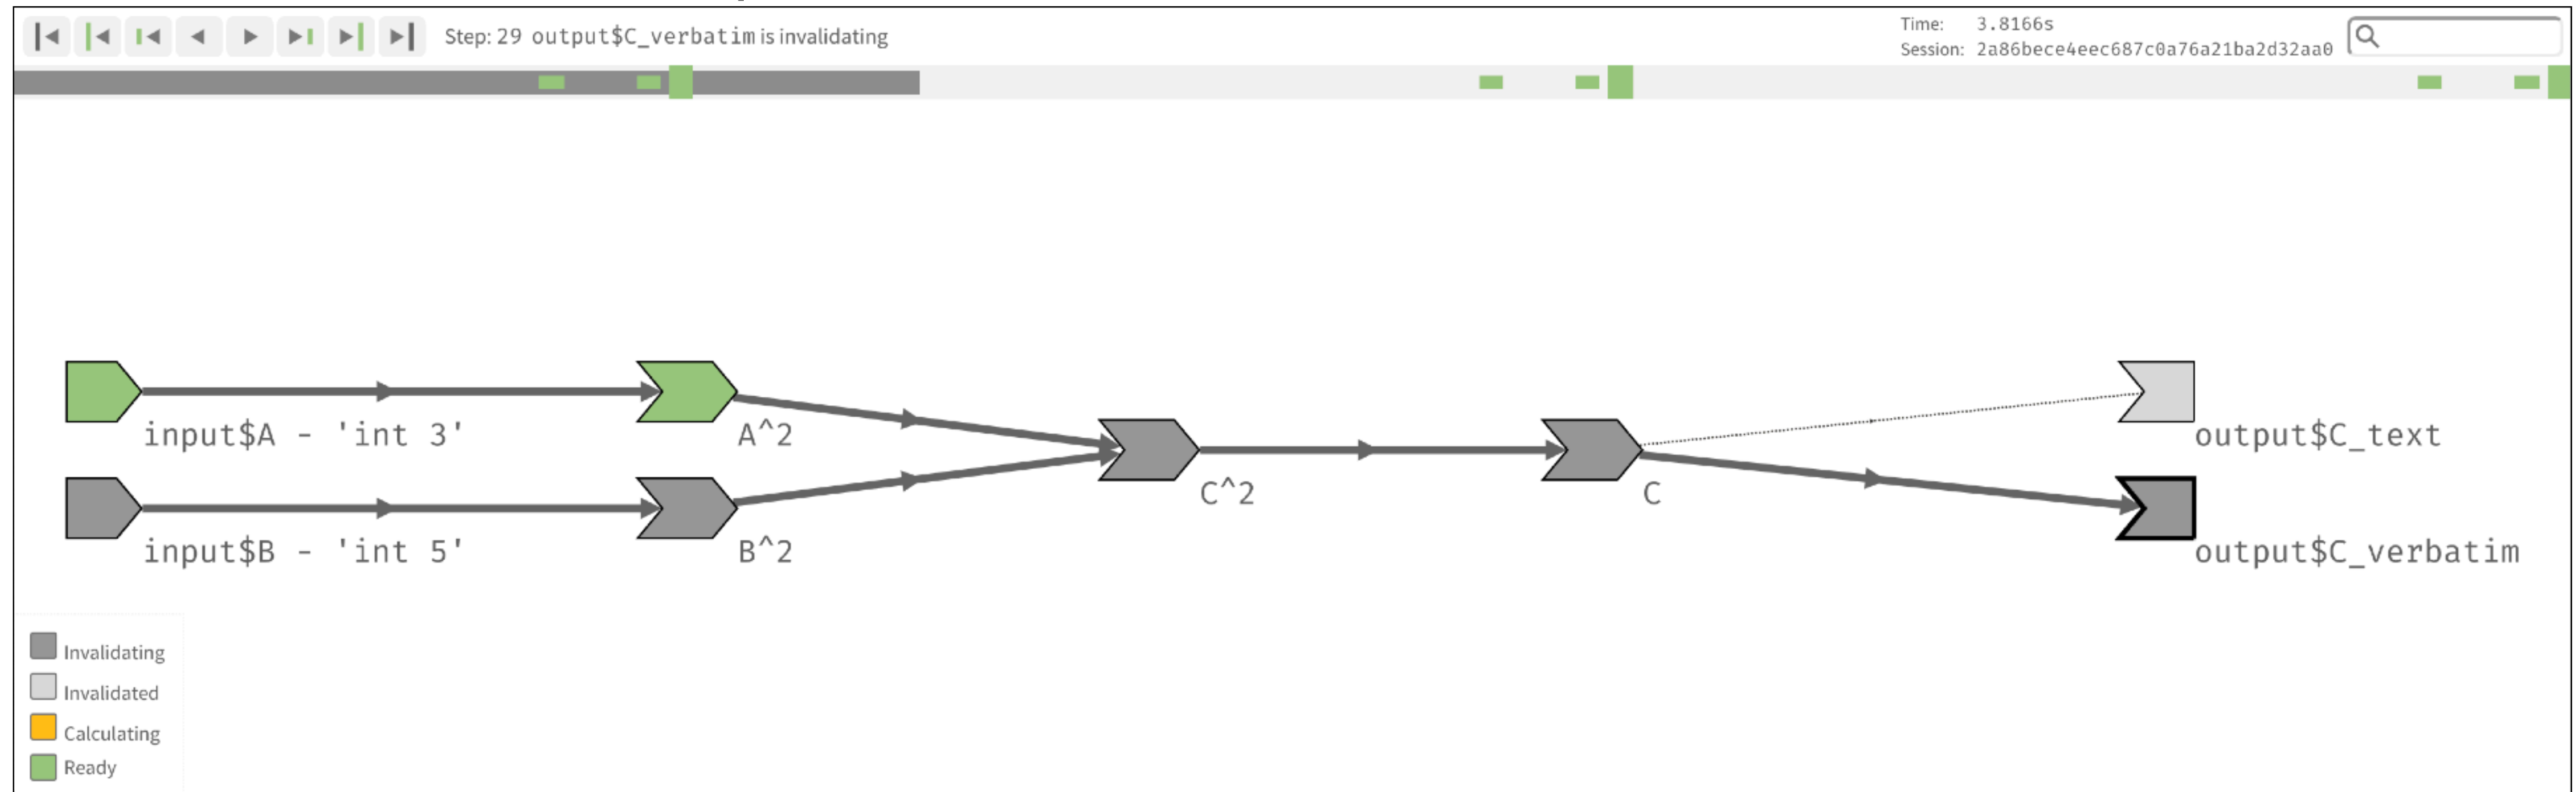 Step: 29 output$C_verbatim is invalidating
Time: 3.8166s
Session: 2a86bece4eec687c0a76a21ba2d32aa0
input$A - 'int 3'
A^2
output$C_text
C^2
C
input$B - 'int 5'
B^2
output$C_verbatim
Invalidating
Invalidated
Calculating
Ready